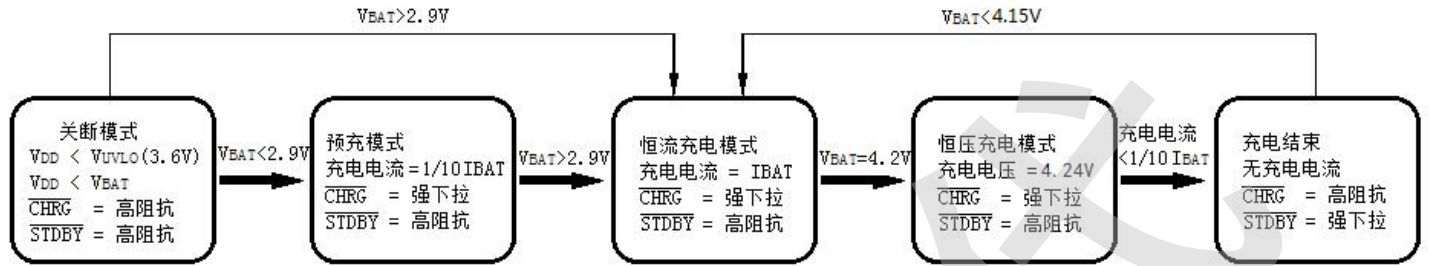 VBAT>2.9V
VBAT<4.15V
关断模式
VDD < VUVLO(3.6V)
VDD < VBAT
CHRG = 高阻抗
STDBY = 高阻抗
VBAT<2.9V
预充模式
充电电流=1/10IBAT
CHRG = 强下拉
STDBY = 高阻抗
VBAT>2.9V
恒流充电模式
充电电流 = IBAT
CHRG = 强下拉
STDBY = 高阻抗
VBAT=4.2V
恒压充电模式
充电电压 =4.24V
CHRG = 强下拉
STDBY = 高阻抗
充电电流
<1/10IBAT
充电结束
无充电电流
CHRG = 高阻抗
STDBY = 强下拉